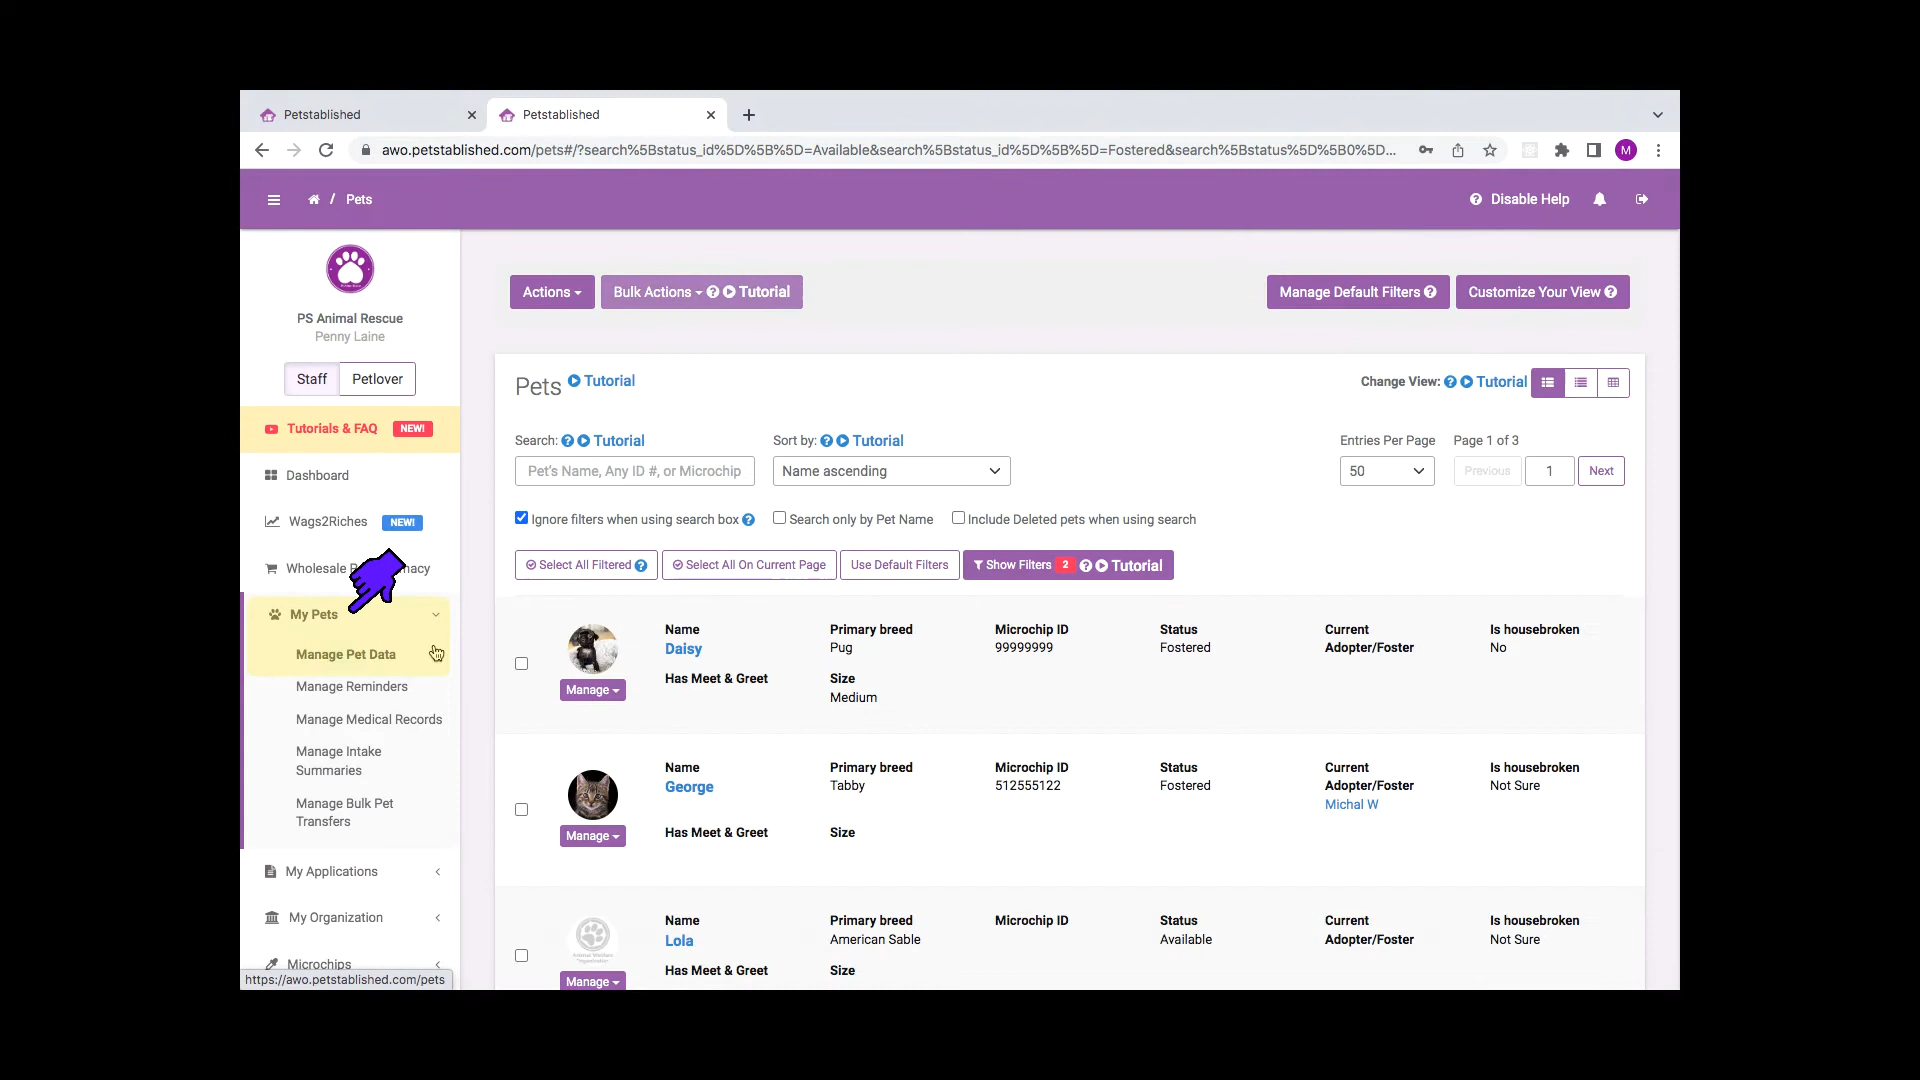 Petstablished
Petstablished
awo.petstablished.com/pets#/?search%5Bstatus_id%5D%5B%5D=Available&search%5Bstatus_id%5D%5B%5D=Fostered&search%5Bstatus%5D%5B0%5D...
M
/ Pets
Disable Help
PS Animal Rescue
Penny Laine
Staff Petlover
Tutorials & FAQ NEW!
Dashboard
Wags2Riches NEW!
Wholesale
My Pets
Manage Pet Data
Manage Reminders
Manage Medical Records
Manage Intake
Summaries
Manage Bulk Pet
Transfers
My Applications
My Organization
Microchips
https://awo.petstablished.com/pets
Actions Bulk Actions Tutorial
Manage Default Filters Customize Your View
Pets Tutorial
Change View: Tutorial
Search: Tutorial
Sort by: Tutorial
Entries Per Page Page 1 of 3
Pet's Name, Any ID #, or Microchip
Name ascending
50 Previous 1 Next
Ignore filters when using search box
Search only by Pet Name
Include Deleted pets when using search
Select All Filtered Select All On Current Page Use Default Filters Show Filters 2 Tutorial
Name Primary breed Microchip ID Status Current Is housebroken
Daisy Pug 99999999 Fostered Adopter/Foster No
Has Meet & Greet Size
Manage Medium
Name Primary breed Microchip ID Status Current Is housebroken
George Tabby 512555122 Fostered Adopter/Foster Not Sure
Michal W
Manage Has Meet & Greet Size
Name Primary breed Microchip ID Status Current Is housebroken
Lola American Sable Available Adopter/Foster Not Sure
Has Meet & Greet Size
Manage